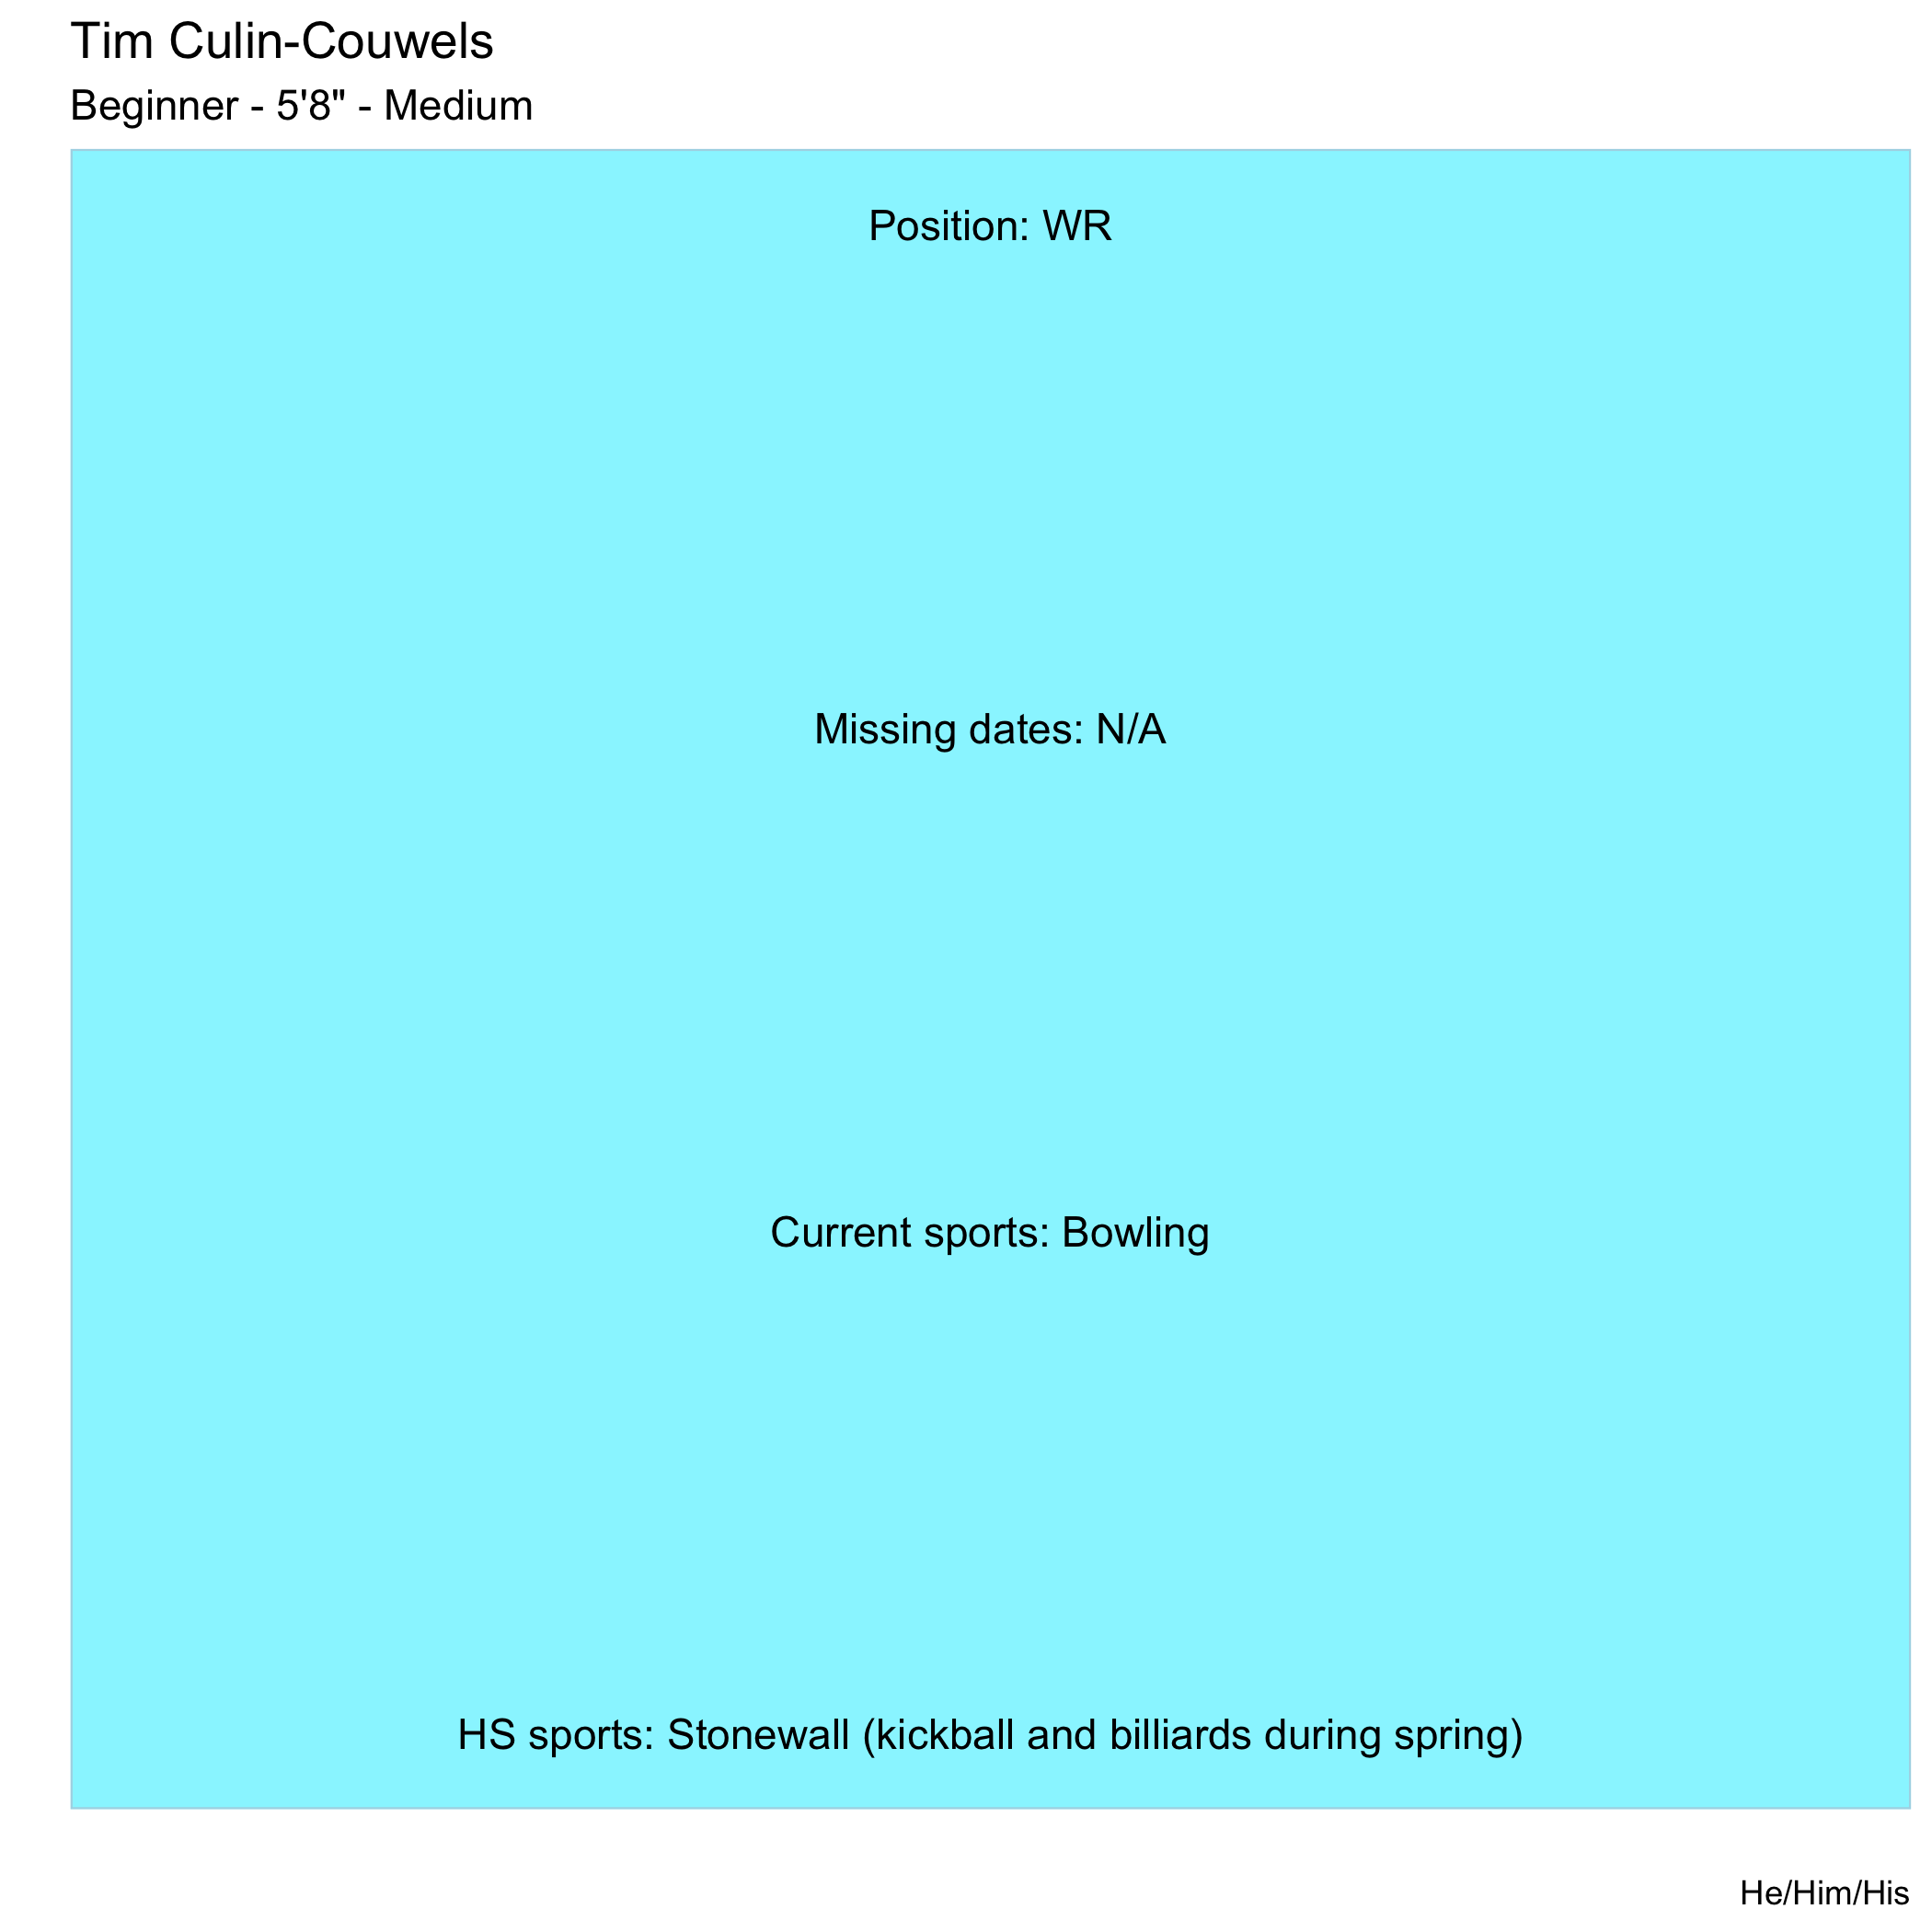 Tim Culin-Couwels
Beginner - 5'8" - Medium
Position: WR
Missing dates: N/A
Current sports: Bowling
HS sports: Stonewall (kickball and billiards during spring)
He/Him/His